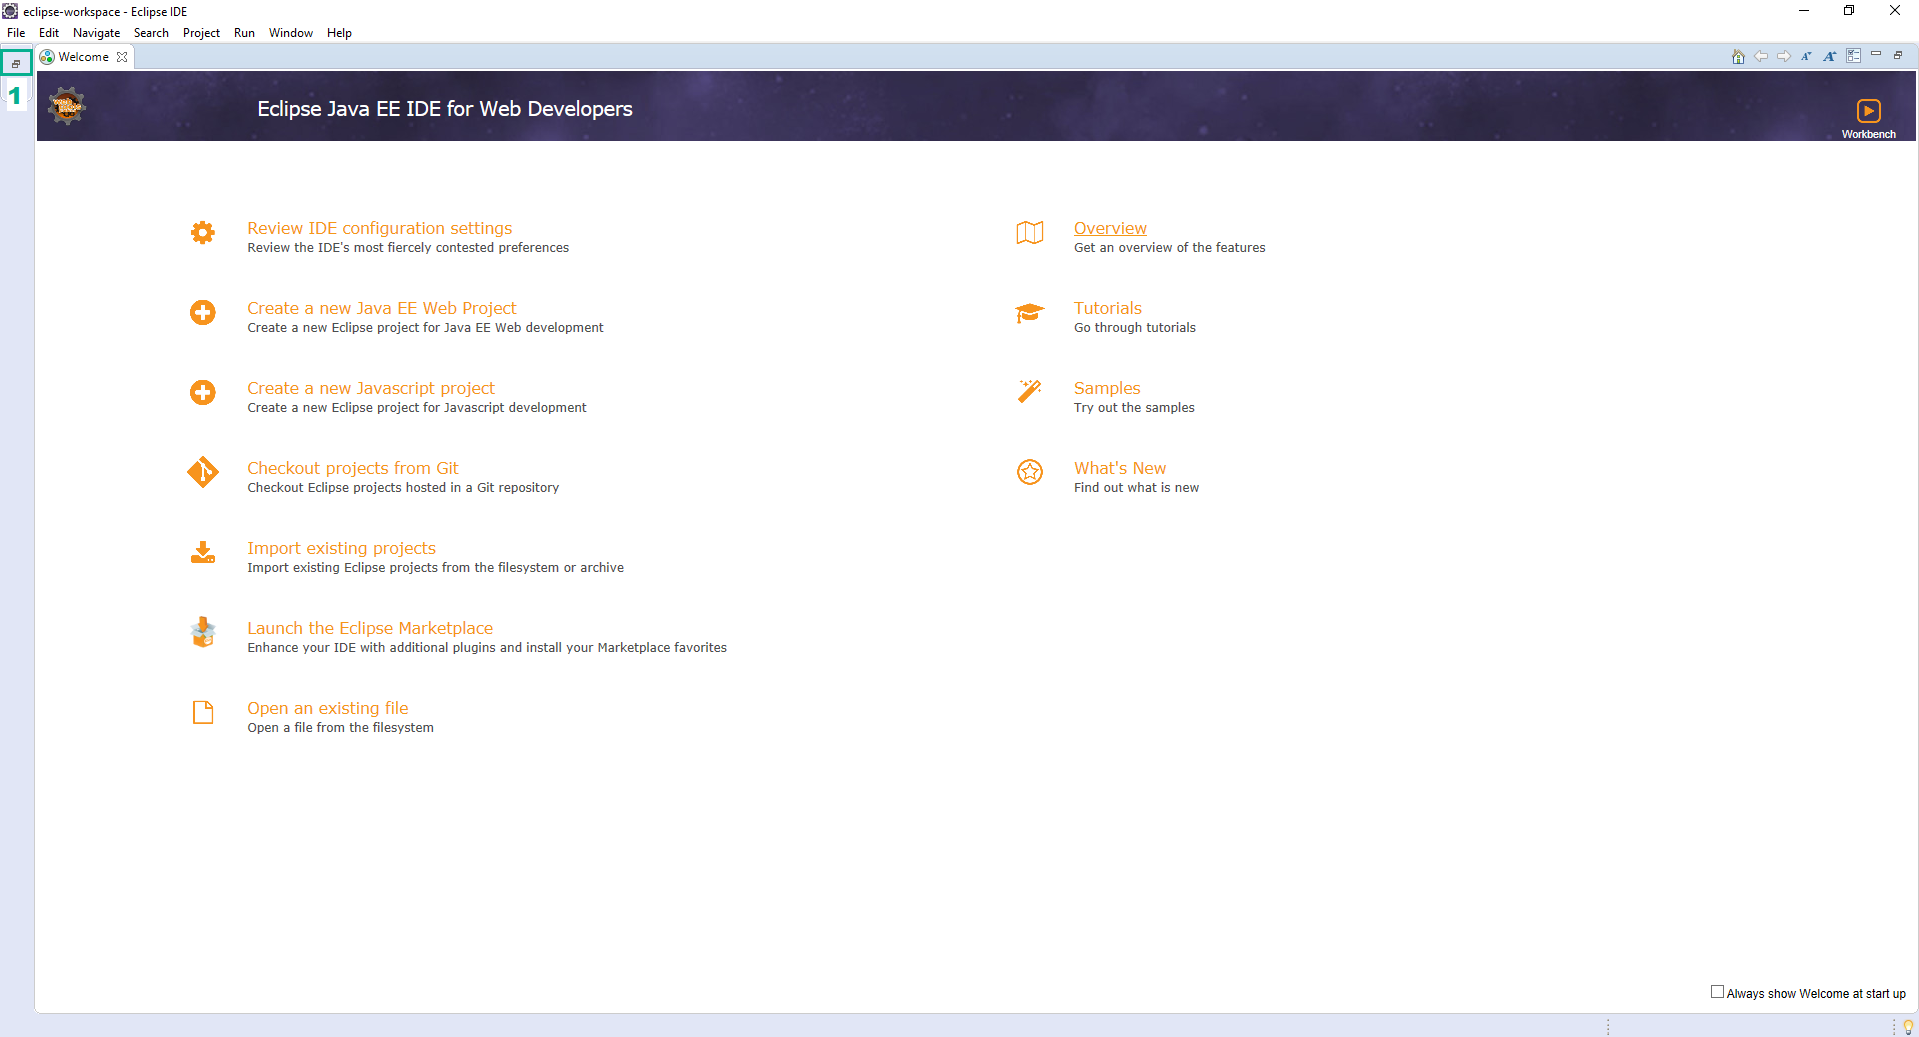 eclipse-workspace - Eclipse IDE
File Edit Navigate Search Project Run Window Help
Welcome
1
Eclipse Java EE IDE for Web Developers
Workbench
Review IDE configuration settings
Review the IDE's most fiercely contested preferences
Create a new Java EE Web Project
Create a new Eclipse project for Java EE Web development
Create a new Javascript project
Create a new Eclipse project for Javascript development
Checkout projects from Git
Checkout Eclipse projects hosted in a Git repository
Import existing projects
Import existing Eclipse projects from the filesystem or archive
Launch the Eclipse Marketplace
Enhance your IDE with additional plugins and install your Marketplace favorites
Open an existing file
Open a file from the filesystem
Overview
Get an overview of the features
Tutorials
Go through tutorials
Samples
Try out the samples
What's New
Find out what is new
Always show Welcome at start up